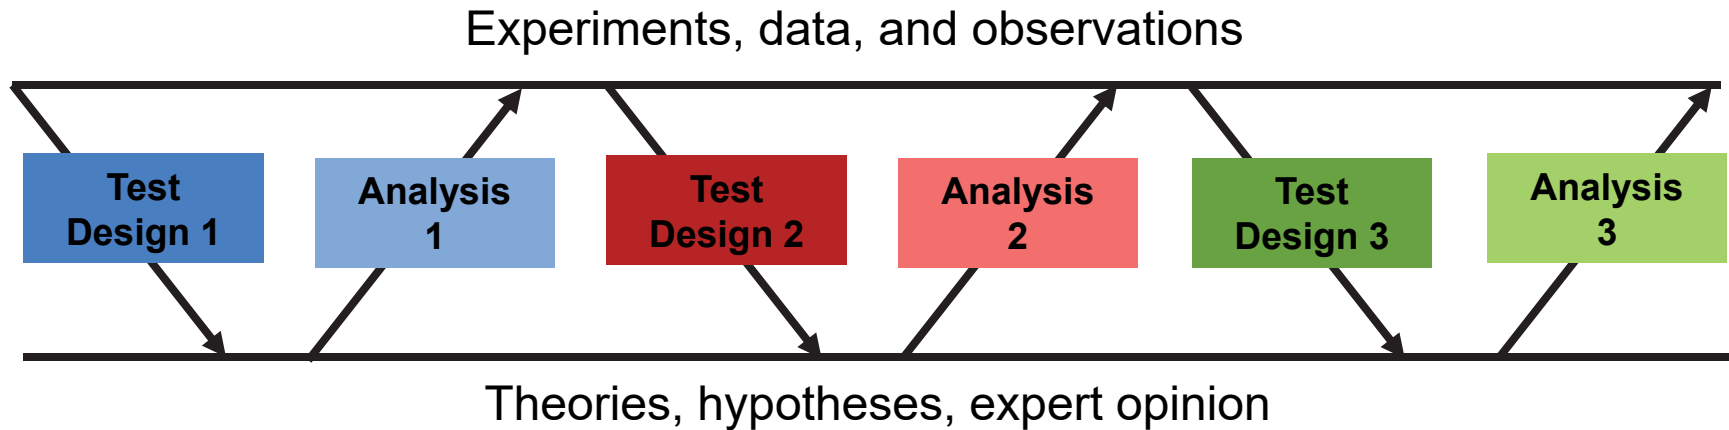 Experiments, data, and observations
Test
Design 1
Analysis
1
Test
Design 2
Analysis
2
Test
Design 3
Analysis
3
Theories, hypotheses, expert opinion